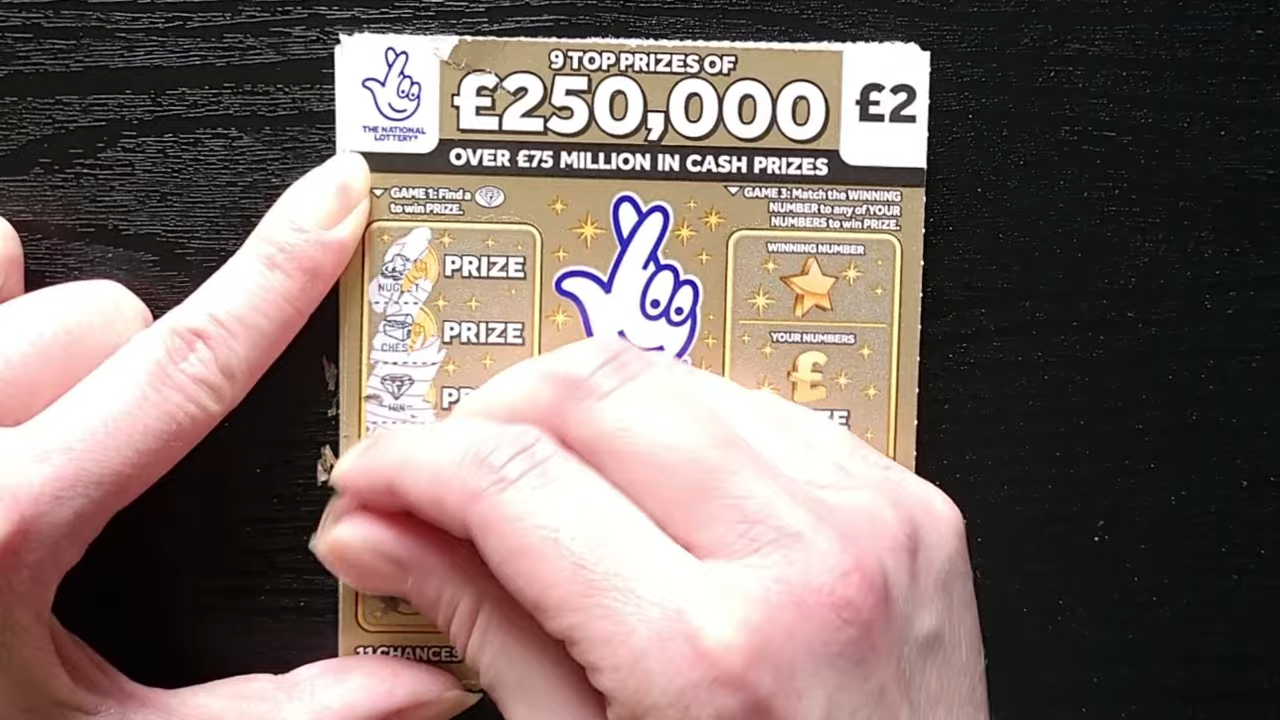 THE NATIONAL
LOTTERY®
9 TOP PRIZES OF
£250,000
£2
OVER £75 MILLION IN CASH PRIZES
GAME 1: Find a
to win PRIZE.
GAME 3: Match the WINNING
NUMBER to any of YOUR
NUMBERS to win PRIZE.
PRIZE
PRIZE
WINNING NUMBER
YOUR NUMBERS
£
11 CHANCES